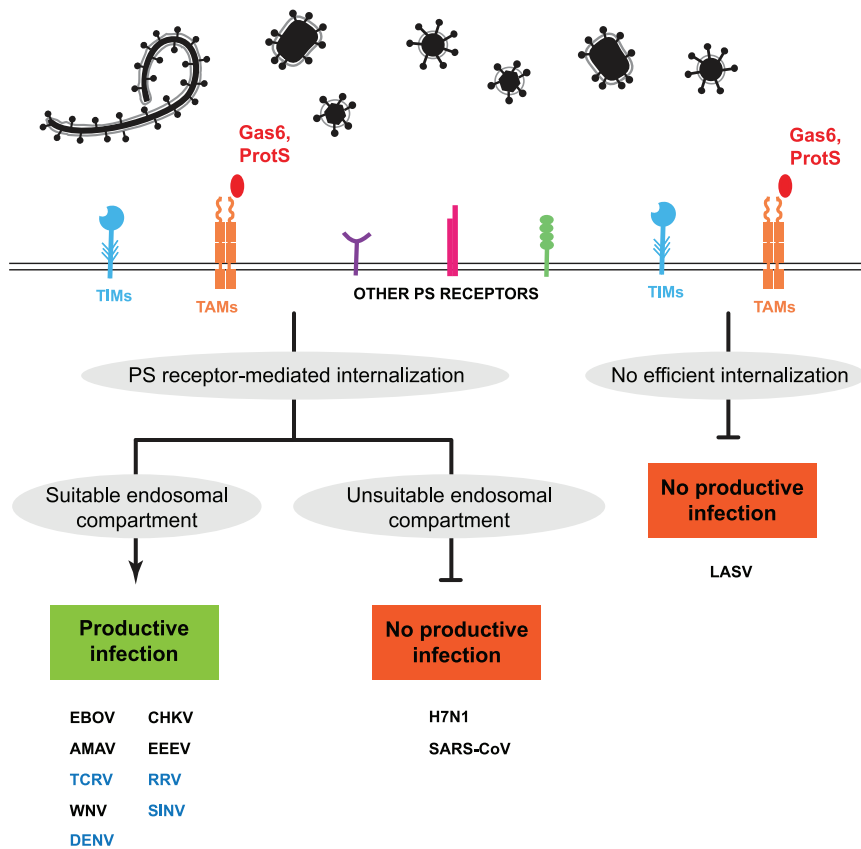 Gas6,
ProtS
Gas6,
ProtS
TIMs
TAMs
OTHER PS RECEPTORS
TIMs
TAMs
PS receptor-mediated internalization
No efficient internalization
Suitable endosomal
compartment
Unsuitable endosomal
compartment
No productive
infection
LASV
Productive
infection
No productive
infection
EBOV CHKV
AMAV EEEV
TCRV RRV
WNV SINV
DENV
H7N1
SARS-CoV